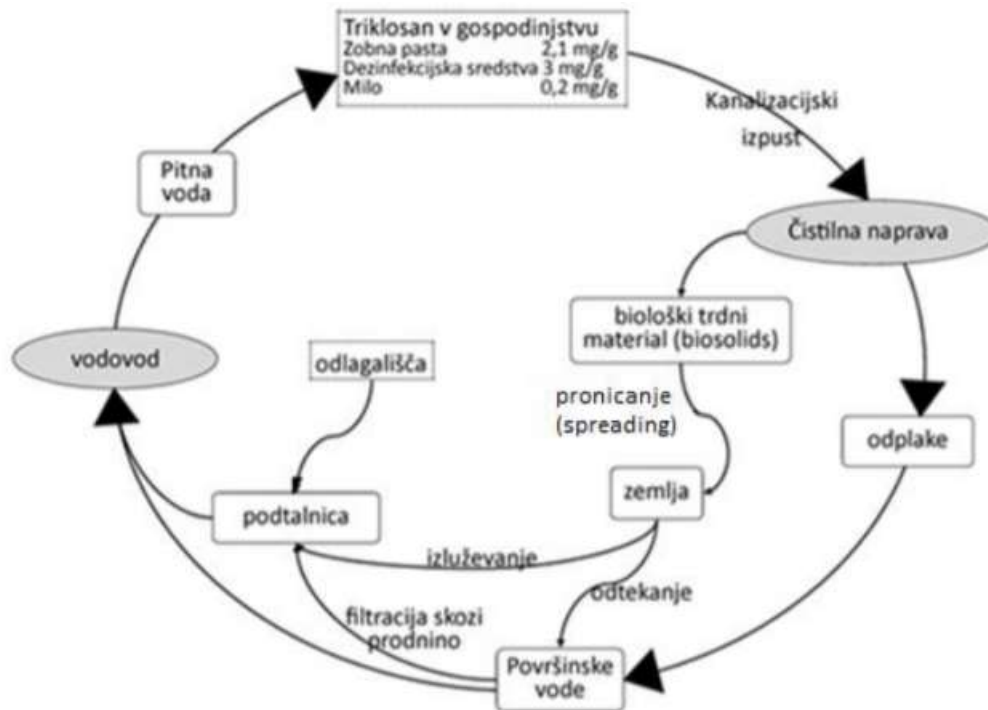 Triklosan v gospodinjstvu
Zobna pasta 2,1 mg/g
Dezinfekcijska sredstva 3 mg/g
Milo 0,2 mg/g
Kanalizacijski
izpust
Pitna
voda
Čistilna naprava
biološki trdni
material (biosolids)
vodovod
odlagališča
pronicanje
(spreading)
odplake
zemlja
podtalnica
izluževanje
odtekanje
filtracija skozi
prodnino
Površinske
vode